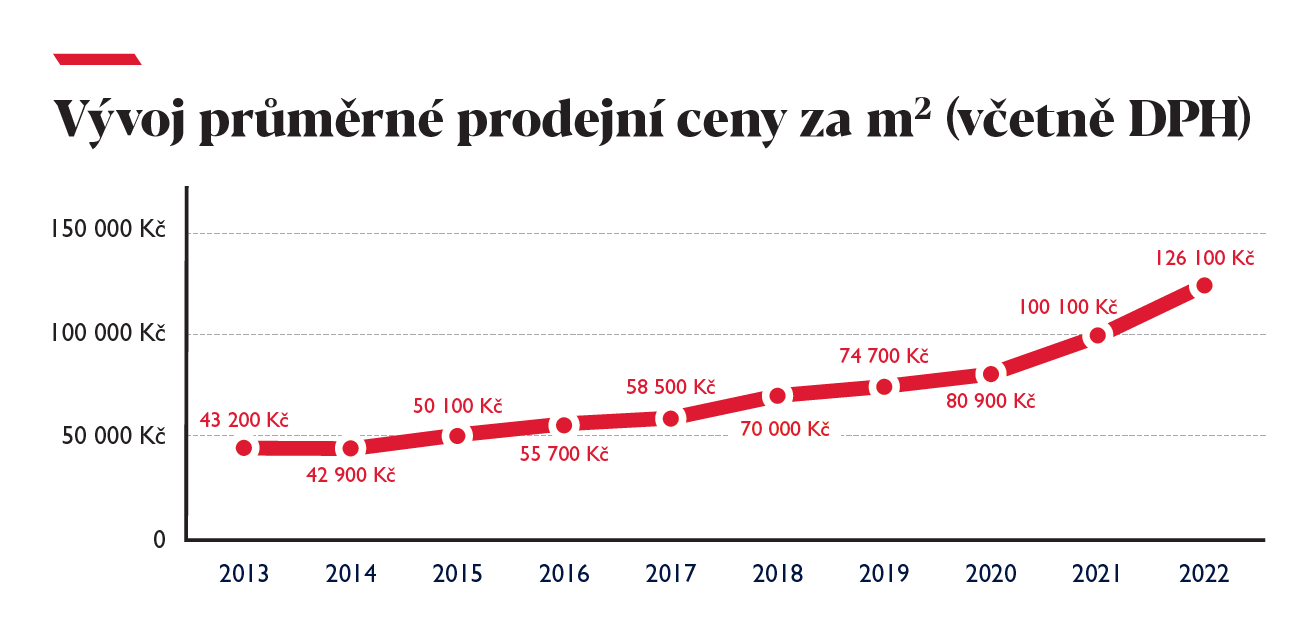 Vývoj průměrné prodejní ceny za m² (včetně DPH)
150 000 Kč
100 000 Kč
50 000 Kč
0
43 200 Kč
42 900 Kč
50 100 Kč
55 700 Kč
58 500 Kč
70 000 Kč
74 700 Kč
80 900 Kč
100 100 Kč
126 100 Kč
2013 2014 2015 2016 2017 2018 2019 2020 2021 2022